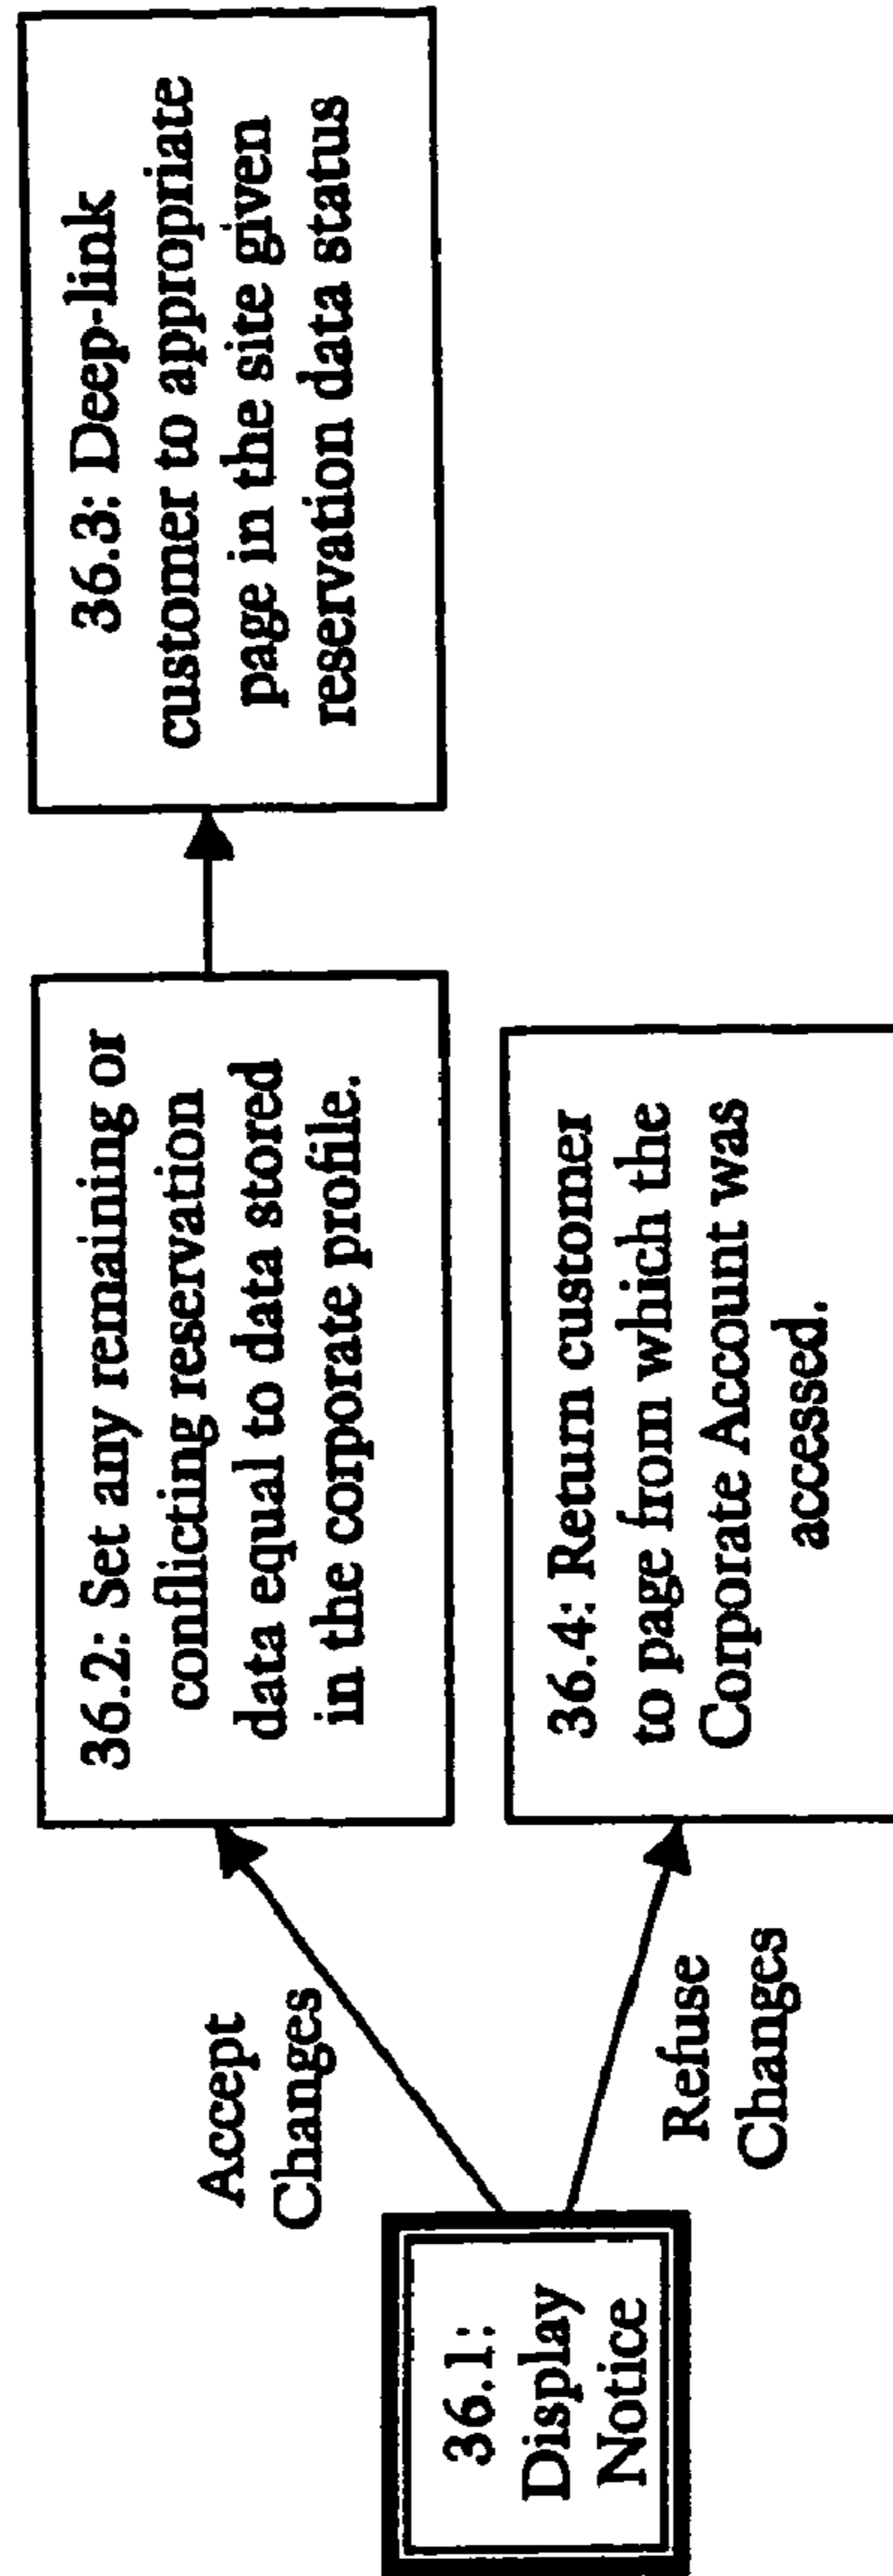 36.1:
Display
Notice
Accept
Changes
Refuse
Changes
36.2: Set any remaining or
conflicting reservation
data equal to data stored
in the corporate profile.
36.3: Deep-link
customer to appropriate
page in the site given
reservation data status
36.4: Return customer
to page from which the
Corporate Account was
accessed.